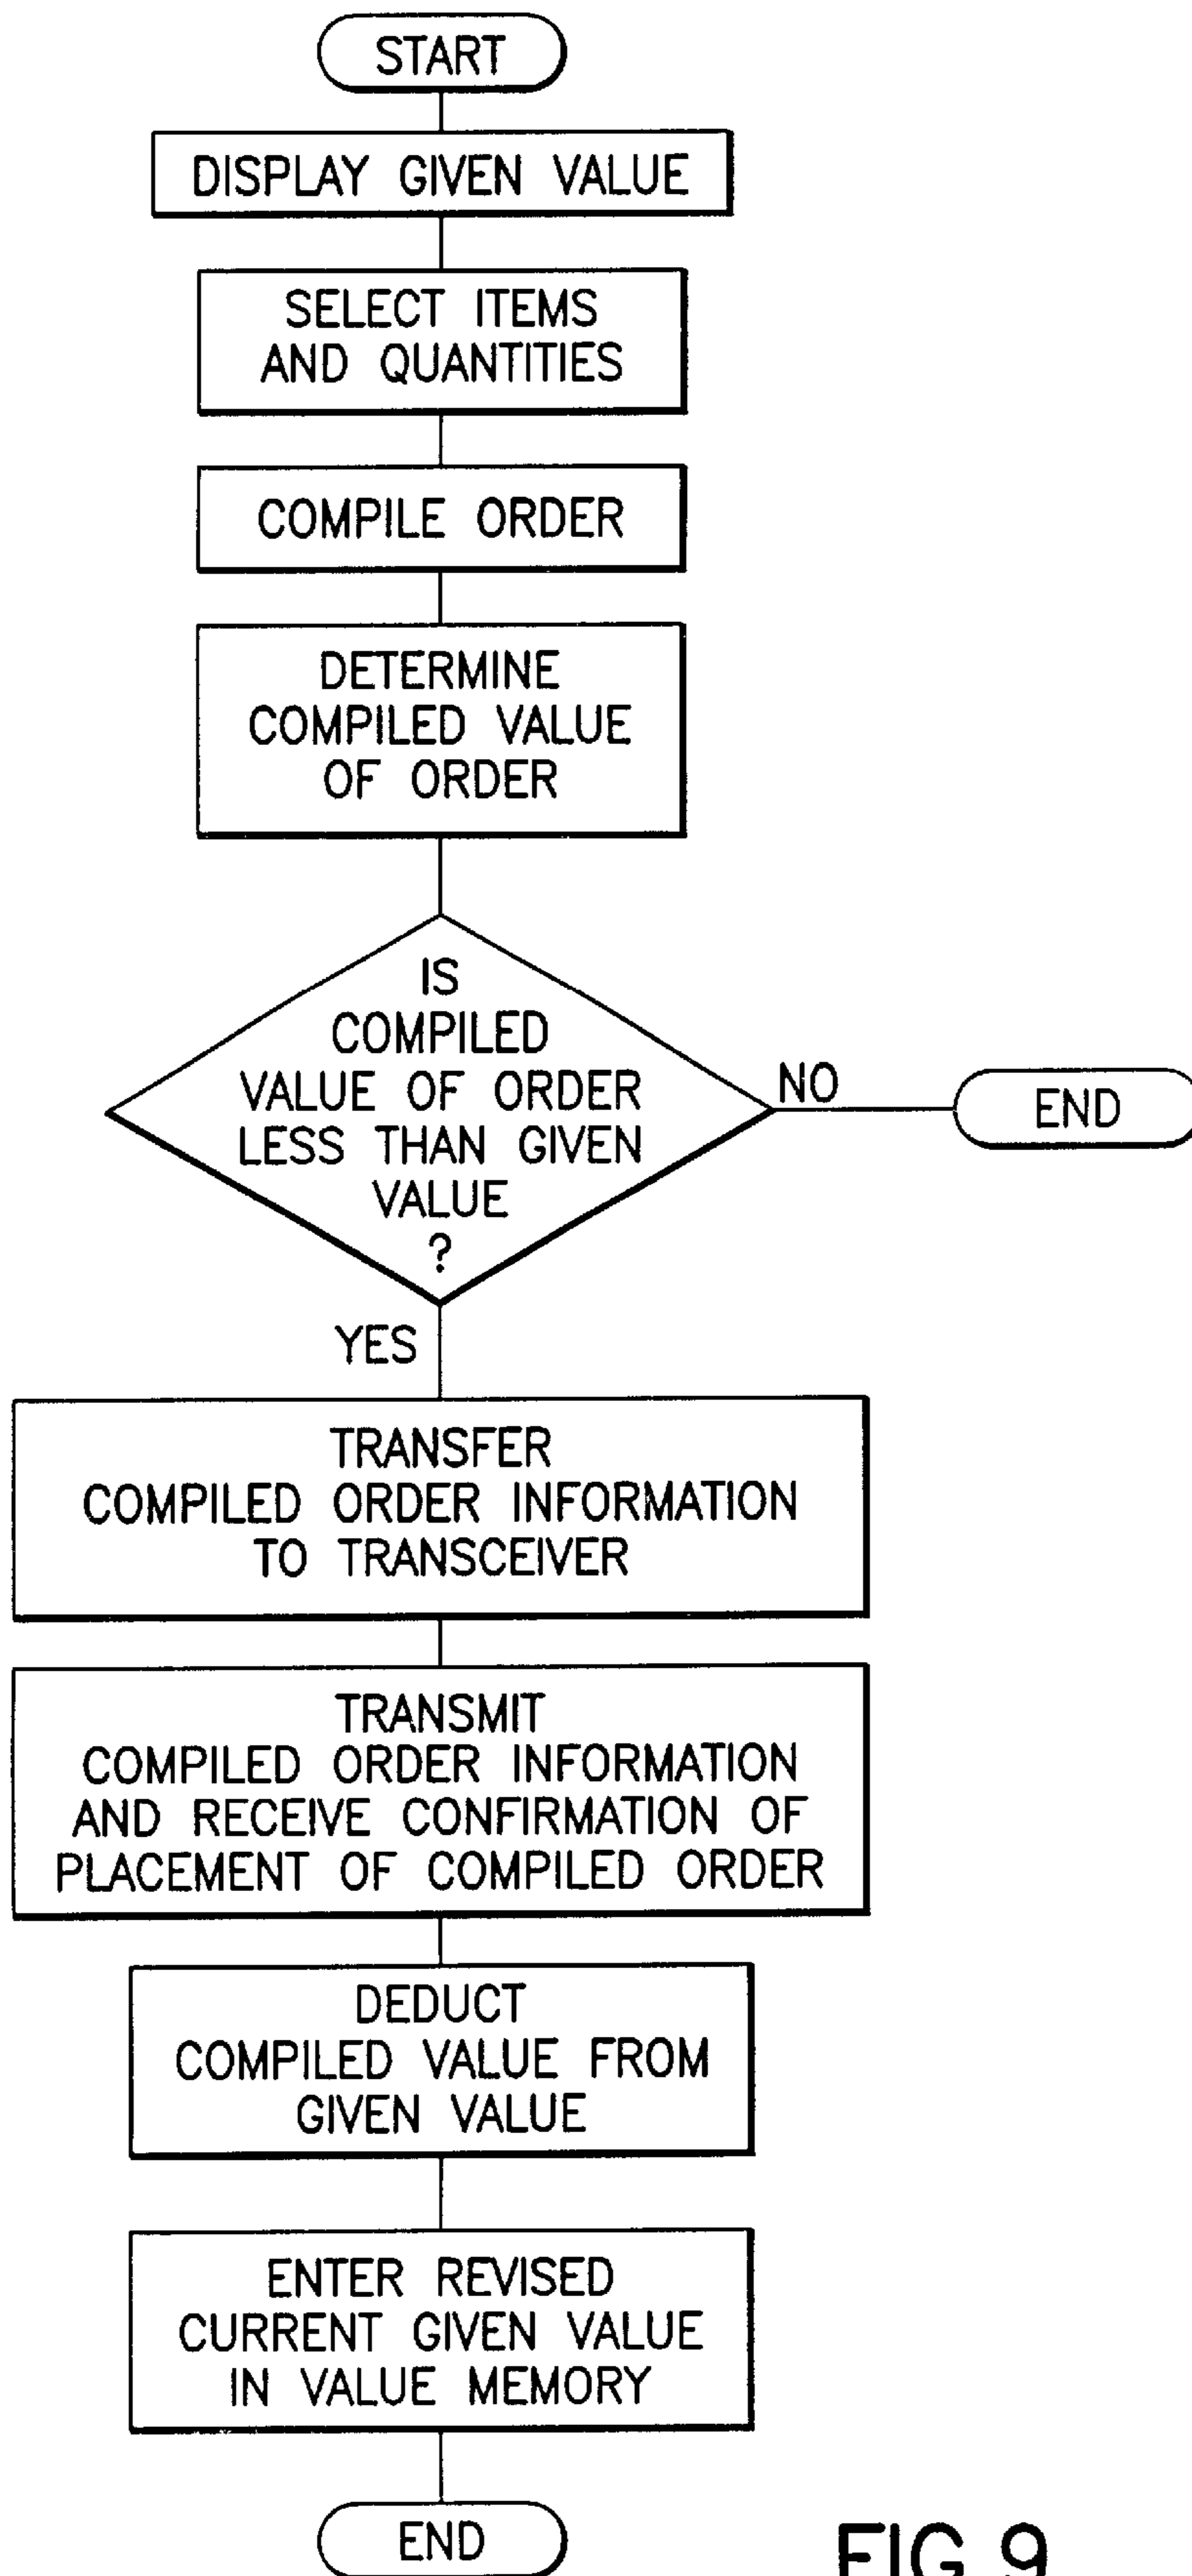 START
DISPLAY GIVEN VALUE
SELECT ITEMS
AND QUANTITIES
COMPILE ORDER
DETERMINE
COMPILED VALUE
OF ORDER
IS
COMPILED
VALUE OF ORDER
LESS THAN GIVEN
VALUE
?
NO
END
YES
TRANSFER
COMPILED ORDER INFORMATION
TO TRANSCEIVER
TRANSMIT
COMPILED ORDER INFORMATION
AND RECEIVE CONFIRMATION OF
PLACEMENT OF COMPILED ORDER
DEDUCT
COMPILED VALUE FROM
GIVEN VALUE
ENTER REVISED
CURRENT GIVEN VALUE
IN VALUE MEMORY
END
FIG.9